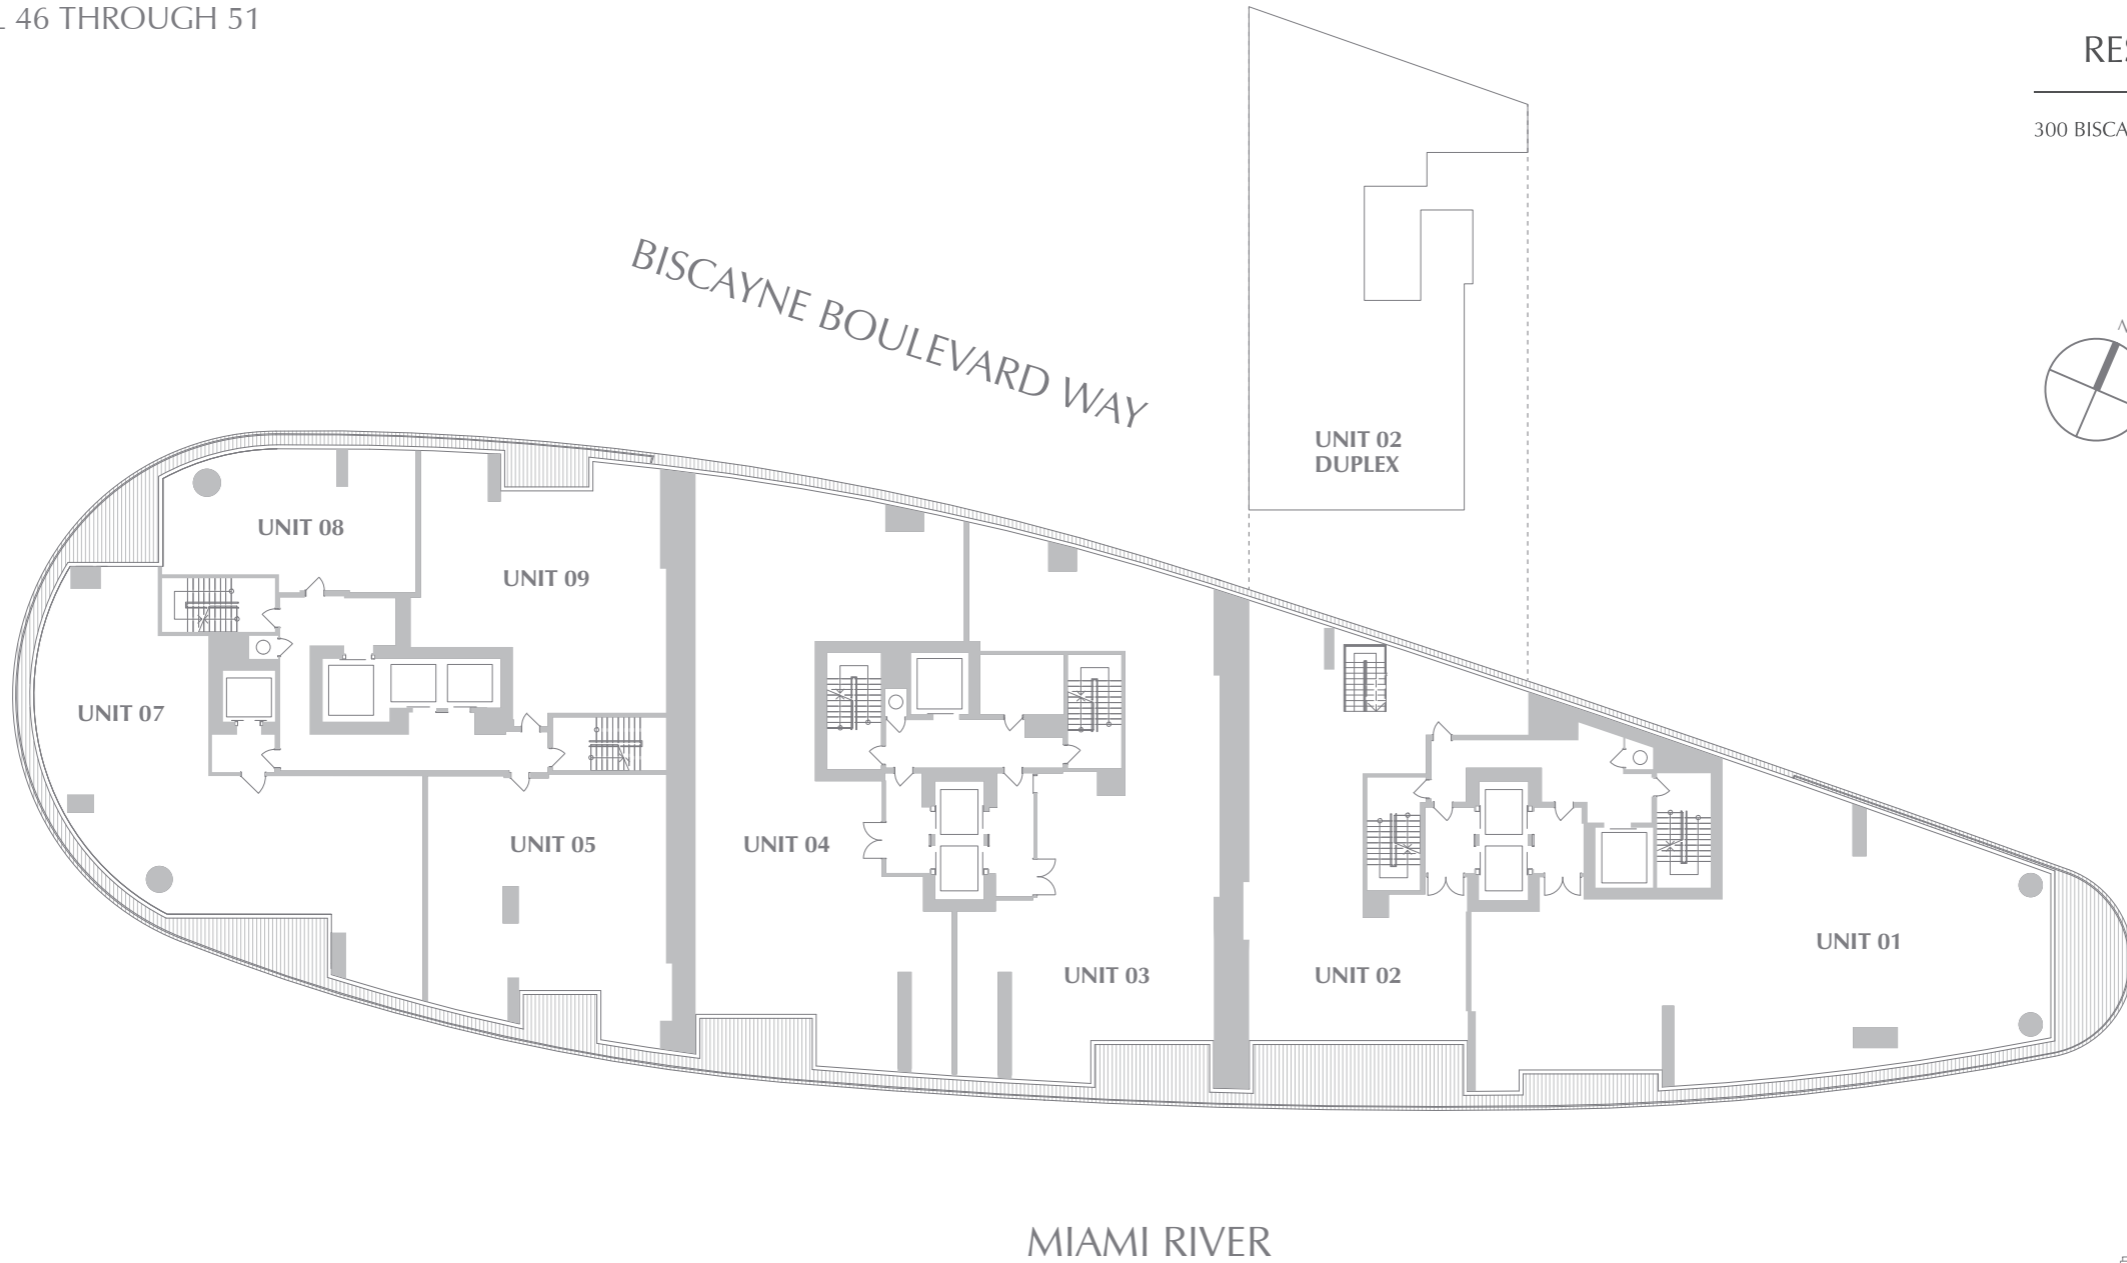 46 THROUGH 51
300
BISCAYNE BOULEVARD WAY
UNIT 02
DUPLEX
UNIT 08
UNIT 09
UNIT 07
UNIT 05
UNIT 04
UNIT 03
UNIT 02
UNIT 01
MIAMI RIVER